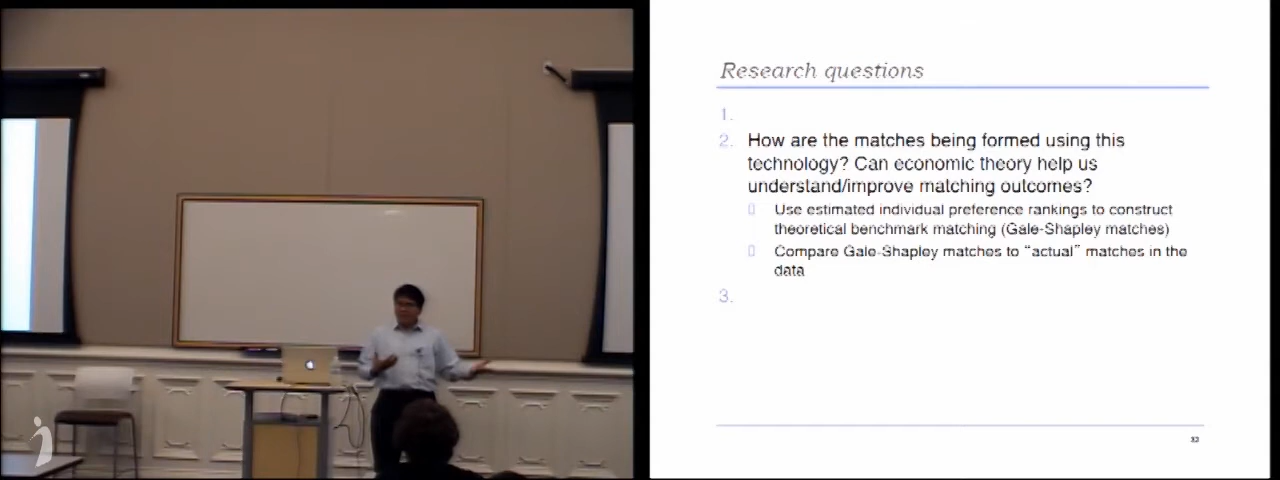 Research questions
1.
2. How are the matches being formed using this
technology? Can economic theory help us
understand/improve matching outcomes?
Use estimated individual preference rankings to construct
theoretical benchmark matching (Gale-Shapley matches)
Compare Gale-Shapley matches to “actual” matches in the
data
3.
32